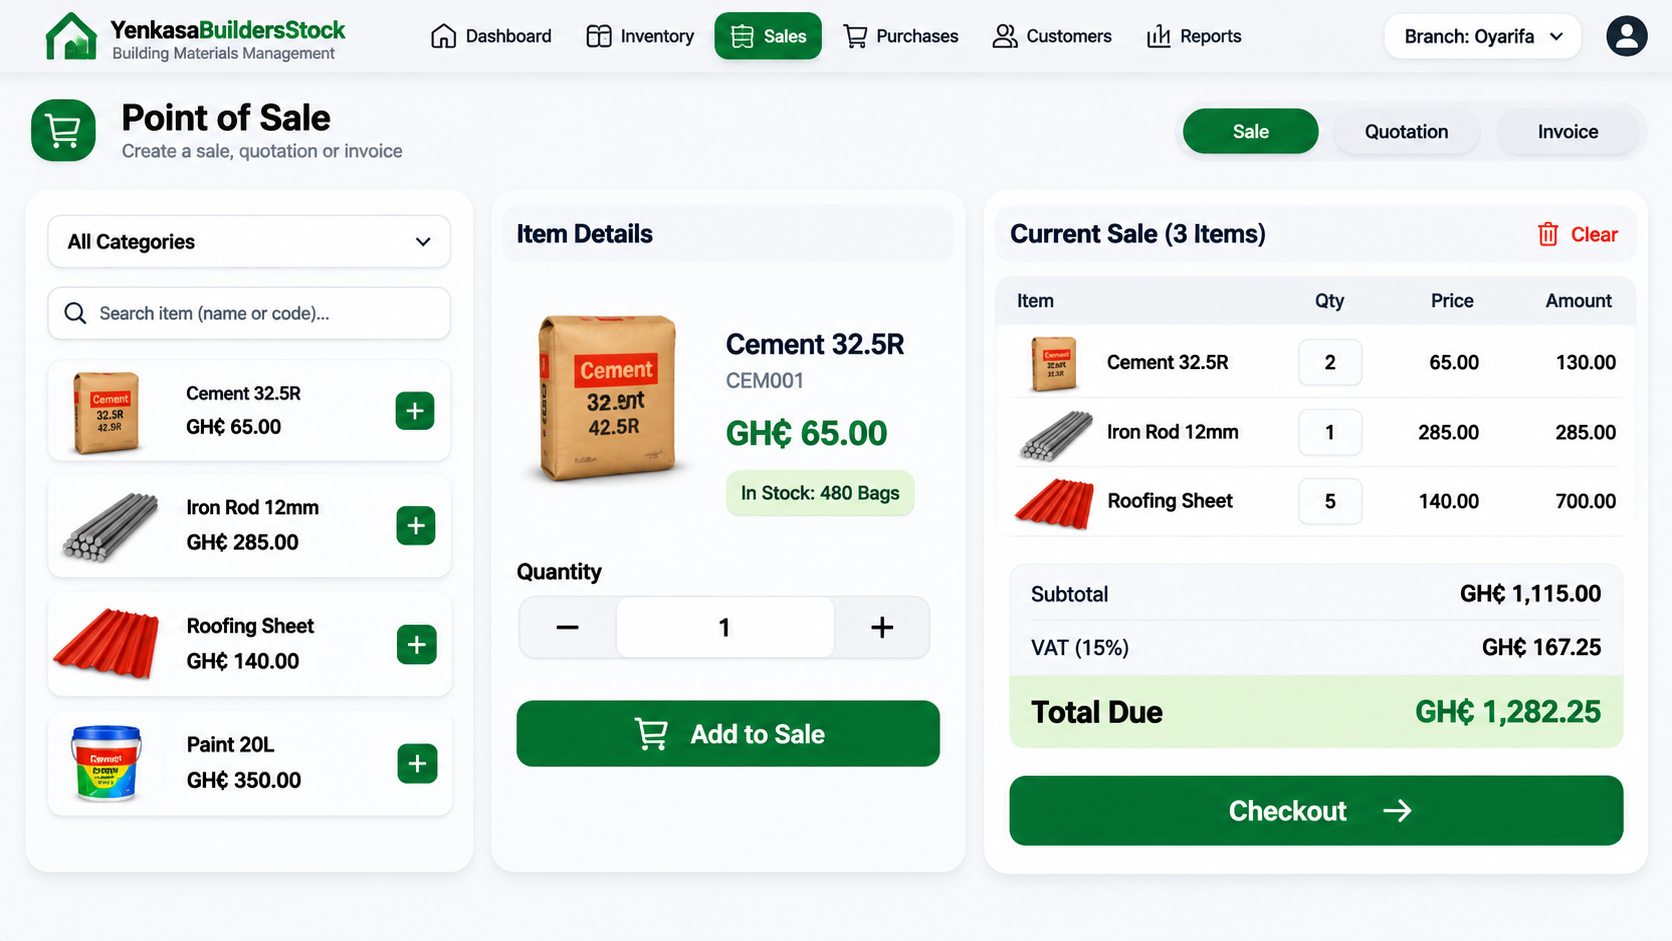 YenkasaBuildersStock
Building Materials Management
Dashboard
Inventory
Sales
Purchases
Customers
Reports
Branch: Oyarifa
Point of Sale
Create a sale, quotation or invoice
Sale
Quotation
Invoice
All Categories
Search item (name or code)...
Cement
32.5R
42.9R
Cement 32.5R
GH₵ 65.00
Iron Rod 12mm
GH₵ 285.00
Roofing Sheet
GH₵ 140.00
Paint 20L
GH₵ 350.00
Item Details
Cement
42.5R
Cement 32.5R
CEM001
GH₵ 65.00
In Stock: 480 Bags
Quantity
1
Add to Sale
Current Sale (3 Items)
Clear
Item Qty Price Amount
Cement 32.5R 2 65.00 130.00
Iron Rod 12mm 1 285.00 285.00
Roofing Sheet 5 140.00 700.00
Subtotal GH₵ 1,115.00
VAT (15%) GH₵ 167.25
Total Due GH₵ 1,282.25
Checkout